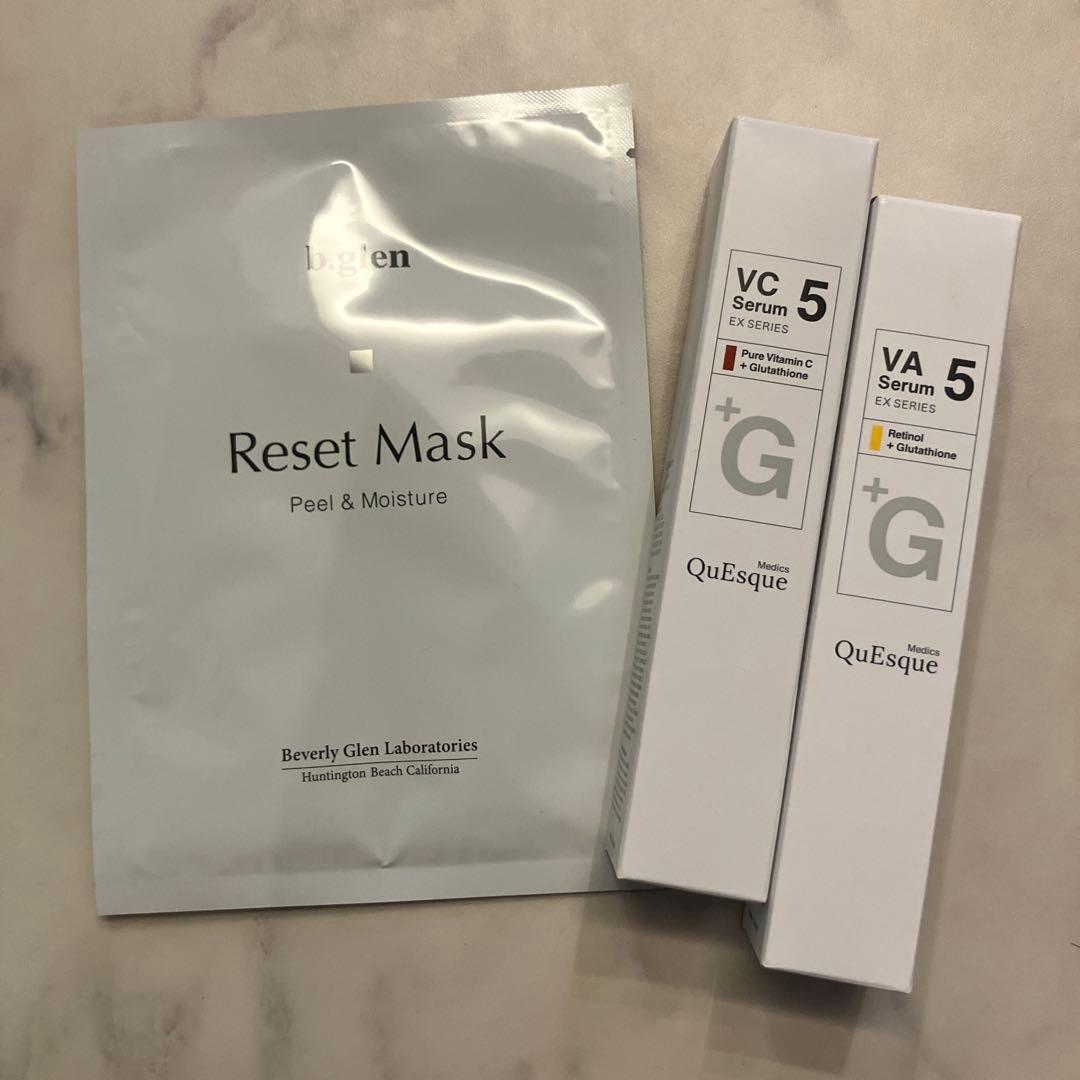 b.glen
Reset Mask
Peel & Moisture
Beverly Glen Laboratories
Huntington Beach California
VC
Serum 5
EX SERIES
Pure Vitamin C
+ Glutathione
+G
Medics
QuEsque
VA
Serum 5
EX SERIES
Retinol
+ Glutathione
+G
Medics
QuEsque